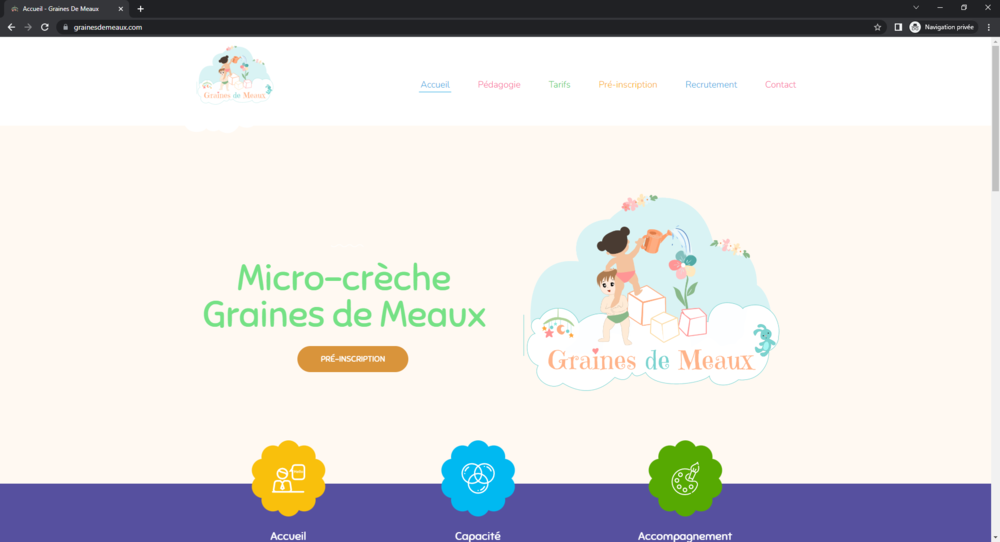 Accueil - Graines De Meaux
grainesdemeaux.com
Navigation privée
Graines de Meaux
Accueil
Pédagogie
Tarifs
Pré-inscription
Recrutement
Contact
Micro-crèche
Graines de Meaux
PRÉ-INSCRIPTION
Graines de Meaux
Accueil
Capacité
Accompagnement